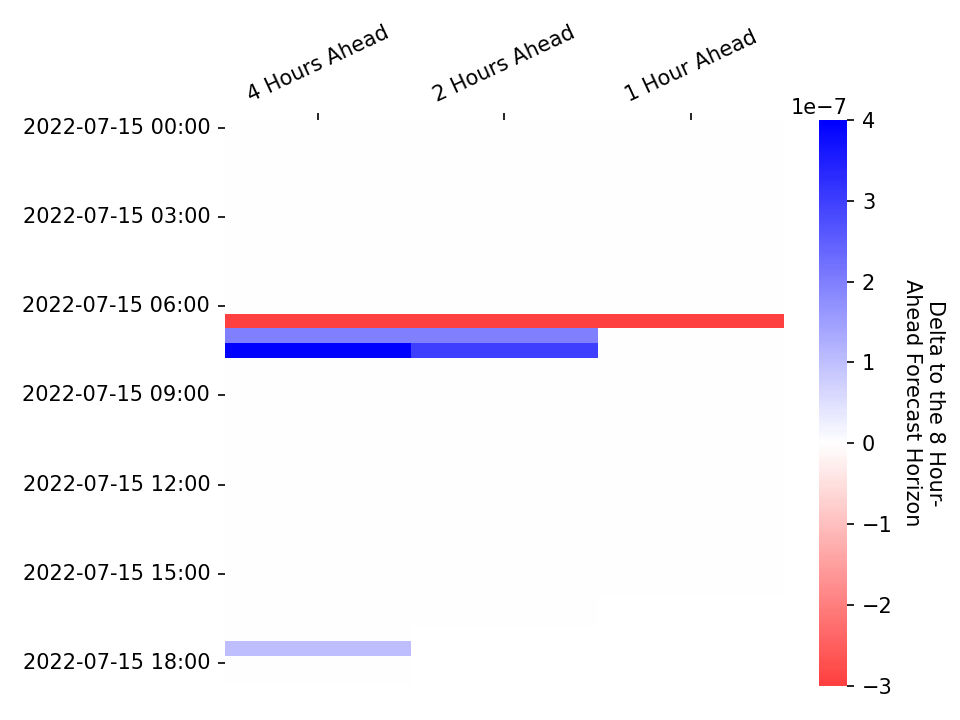 4 Hours Ahead
2 Hours Ahead
1 Hour Ahead
1e−7
2022-07-15 00:00
2022-07-15 03:00
2022-07-15 06:00
2022-07-15 09:00
2022-07-15 12:00
2022-07-15 15:00
2022-07-15 18:00
4
3
2
1
0
−1
−2
−3
Delta to the 8 Hour-
Ahead Forecast Horizon